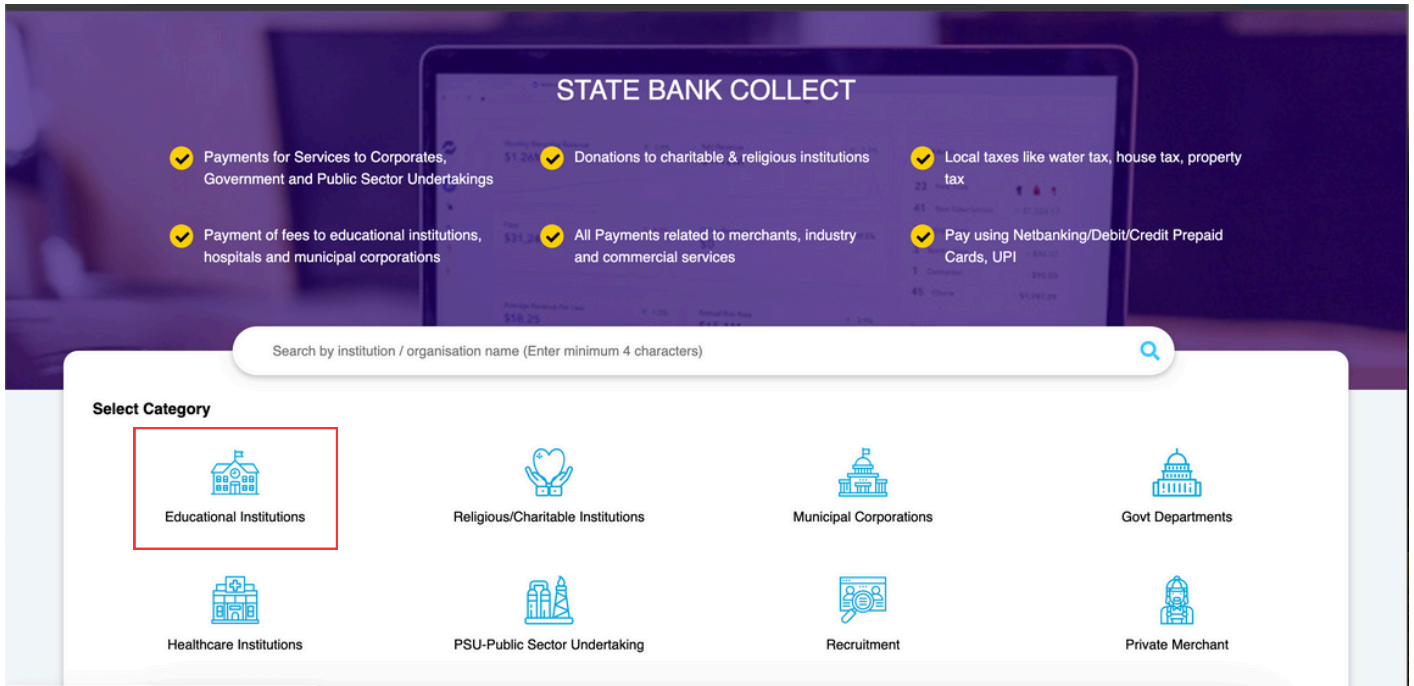 STATE BANK COLLECT
Payments for Services to Corporates,
Government and Public Sector Undertakings
Donations to charitable & religious institutions
Local taxes like water tax, house tax, property
tax
Payment of fees to educational institutions,
hospitals and municipal corporations
All Payments related to merchants, industry
and commercial services
Pay using Netbanking/Debit/Credit Prepaid
Cards, UPI
Search by institution / organisation name (Enter minimum 4 characters)
Select Category
Educational Institutions
Religious/Charitable Institutions
Municipal Corporations
Govt Departments
Healthcare Institutions
PSU-Public Sector Undertaking
Recruitment
Private Merchant